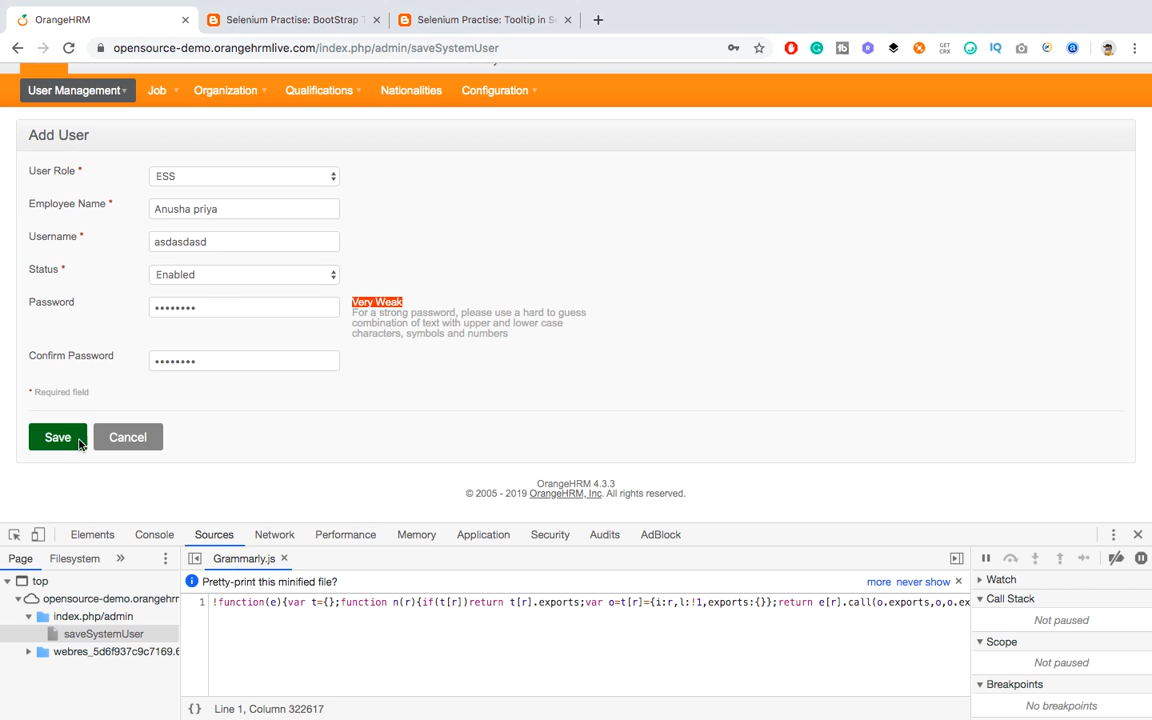 OrangeHRM
Selenium Practise: BootStrap
Selenium Practise: Tooltip in
opensource-demo.orangehrmlive.com/index.php/admin/saveSystemUser
GET CRX
IQ
User Management
Job
Organization
Qualifications
Nationalities
Configuration
Add User
User Role *
ESS
Employee Name *
Anusha priya
Username *
asdasdasd
Status *
Enabled
Password
••••••••
Very Weak
For a strong password, please use a hard to guess
combination of text with upper and lower case
characters, symbols and numbers
Confirm Password
••••••••
* Required field
Save
Cancel
OrangeHRM 4.3.3
© 2005 - 2019 OrangeHRM, Inc. All rights reserved.
Elements
Console
Sources
Network
Performance
Memory
Application
Security
Audits
AdBlock
Page
Filesystem
»
Grammarly.js
Pretty-print this minified file?
more
never show
top
opensource-demo.orangehrr
index.php/admin
saveSystemUser
webres_5d6f937c9c7169.6
1
!function(e){var t={};function n(r){if(t[r])return t[r].exports;var o=t[r]={i:r,l:!1,exports:{}};return e[r].call(o.exports,o,o.ex
{}
Line 1, Column 322617
Watch
Call Stack
Not paused
Scope
Not paused
Breakpoints
No breakpoints